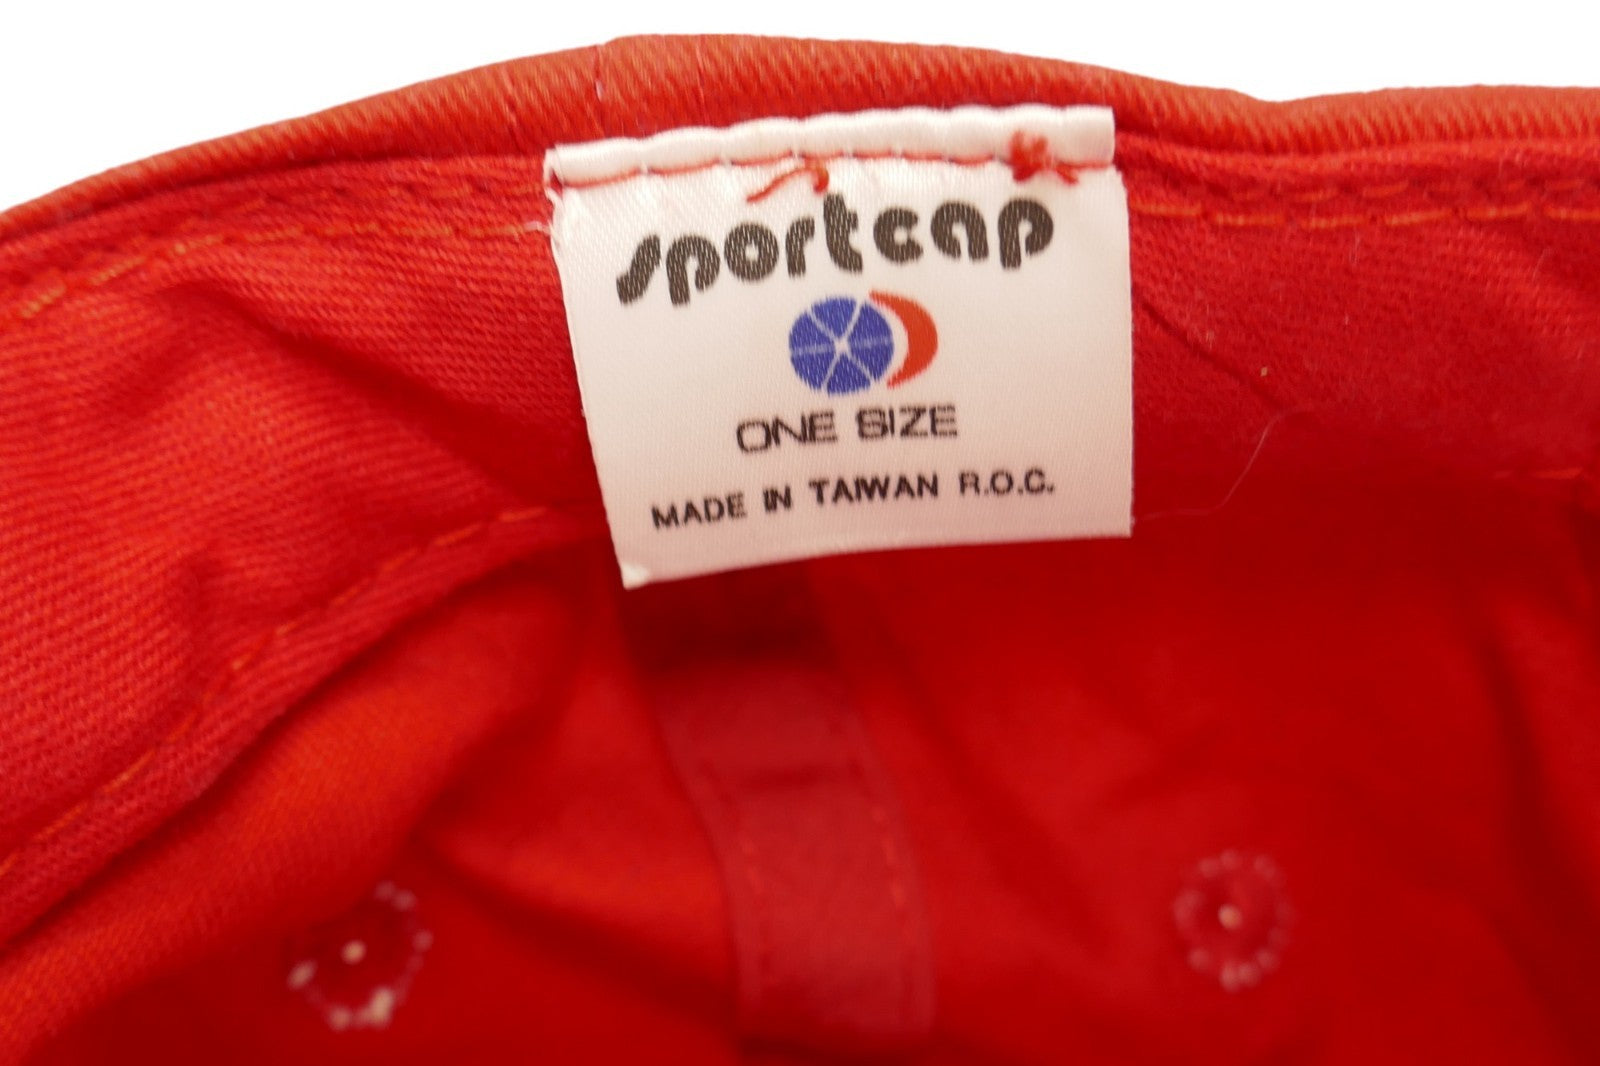 sportcap
ONE SIZE
MADE IN TAIWAN R.O.C.